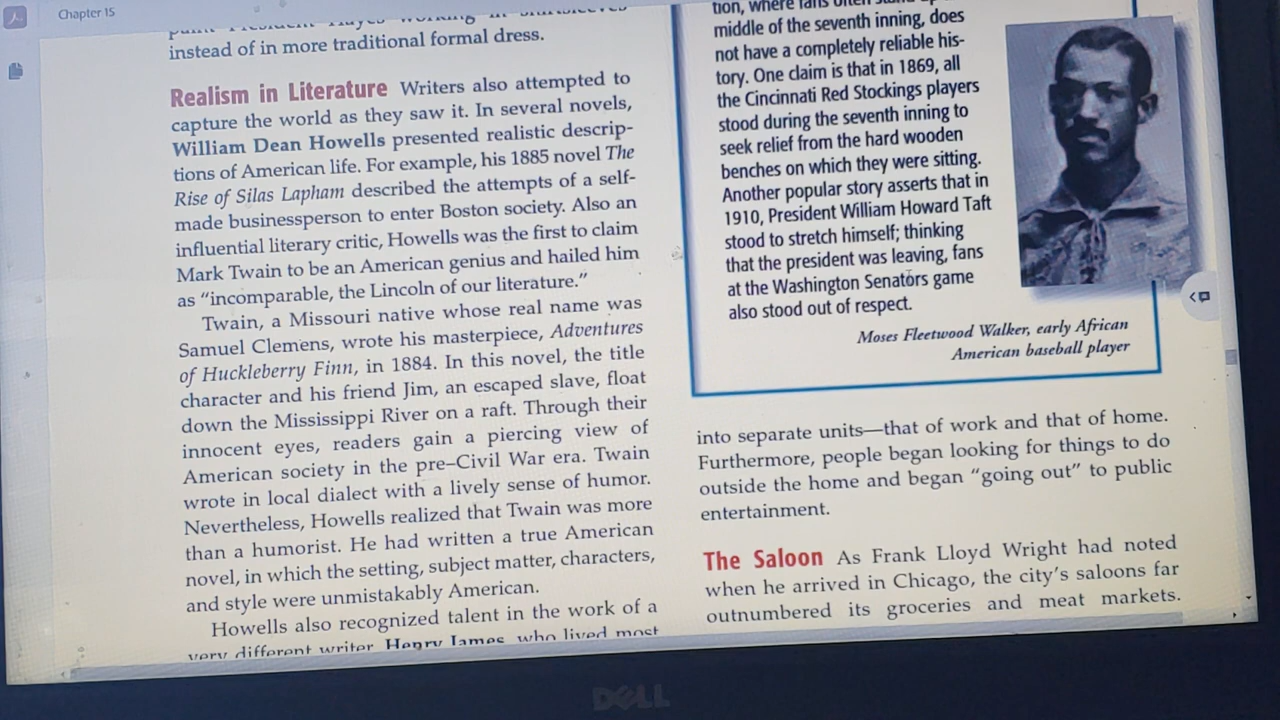 Chapter 15
instead of in more traditional formal dress.
Realism in Literature Writers also attempted to
capture the world as they saw it. In several novels,
William Dean Howells presented realistic descrip-
tions of American life. For example, his 1885 novel The
Rise of Silas Lapham described the attempts of a self-
made businessperson to enter Boston society. Also an
influential literary critic, Howells was the first to claim
Mark Twain to be an American genius and hailed him
as “incomparable, the Lincoln of our literature.”
Twain, a Missouri native whose real name was
Samuel Clemens, wrote his masterpiece, Adventures
of Huckleberry Finn, in 1884. In this novel, the title
character and his friend Jim, an escaped slave, float
down the Mississippi River on a raft. Through their
innocent eyes, readers gain a piercing view of
American society in the pre–Civil War era. Twain
wrote in local dialect with a lively sense of humor.
Nevertheless, Howells realized that Twain was more
than a humorist. He had written a true American
novel, in which the setting, subject matter, characters,
and style were unmistakably American.
Howells also recognized talent in the work of a
very different writer, Henry James, who lived most
tion, where fans often stand up
middle of the seventh inning, does
not have a completely reliable his-
tory. One claim is that in 1869, all
the Cincinnati Red Stockings players
stood during the seventh inning to
seek relief from the hard wooden
benches on which they were sitting.
Another popular story asserts that in
1910, President William Howard Taft
stood to stretch himself; thinking
that the president was leaving, fans
at the Washington Senators game
also stood out of respect.
Moses Fleetwood Walker, early African
American baseball player
into separate units—that of work and that of home.
Furthermore, people began looking for things to do
outside the home and began “going out” to public
entertainment.
The Saloon As Frank Lloyd Wright had noted
when he arrived in Chicago, the city’s saloons far
outnumbered its groceries and meat markets.
DELL